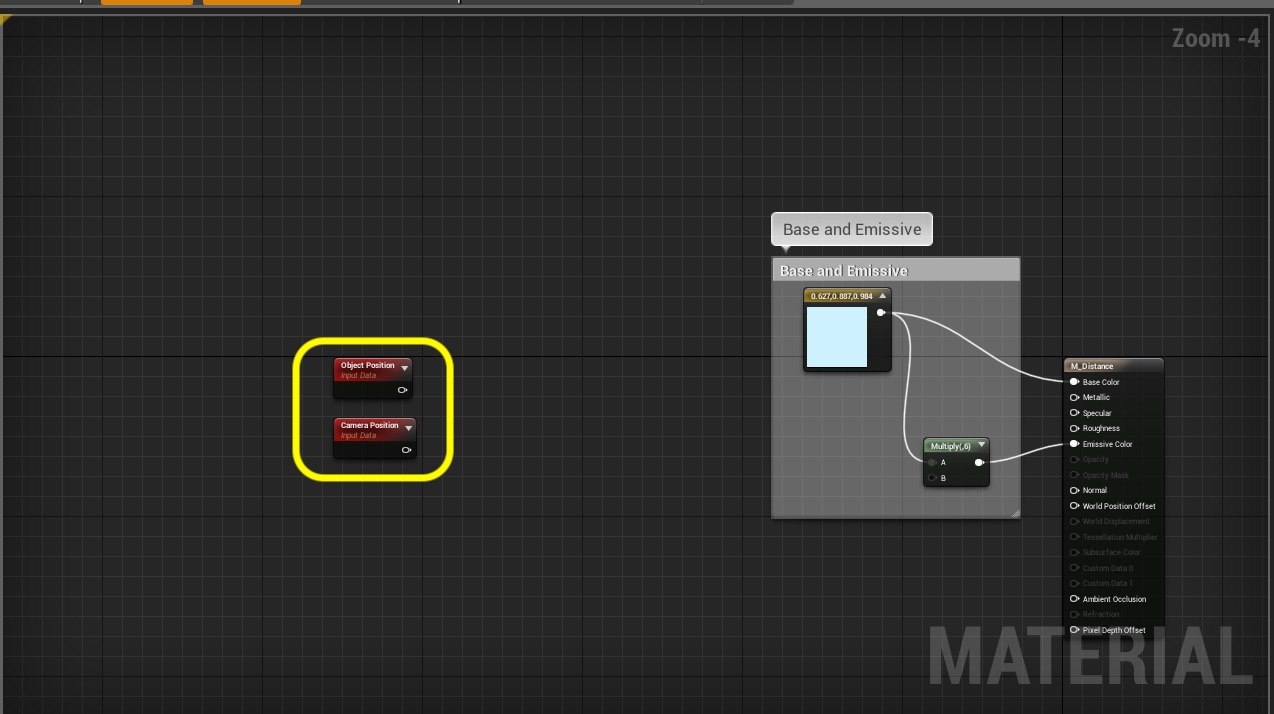 Zoom -4
Base and Emissive
Base and Emissive
0.627,0.887,0.984
Object Position
Input Data
Camera Position
Input Data
Multiply(,6)
A
B
M_Distance
Base Color
Metallic
Specular
Roughness
Emissive Color
Opacity
Opacity Mask
Normal
World Position Offset
World Displacement
Tessellation Multiplier
Subsurface Color
Custom Data 0
Custom Data 1
Ambient Occlusion
Refraction
Pixel Depth Offset
MATERIAL